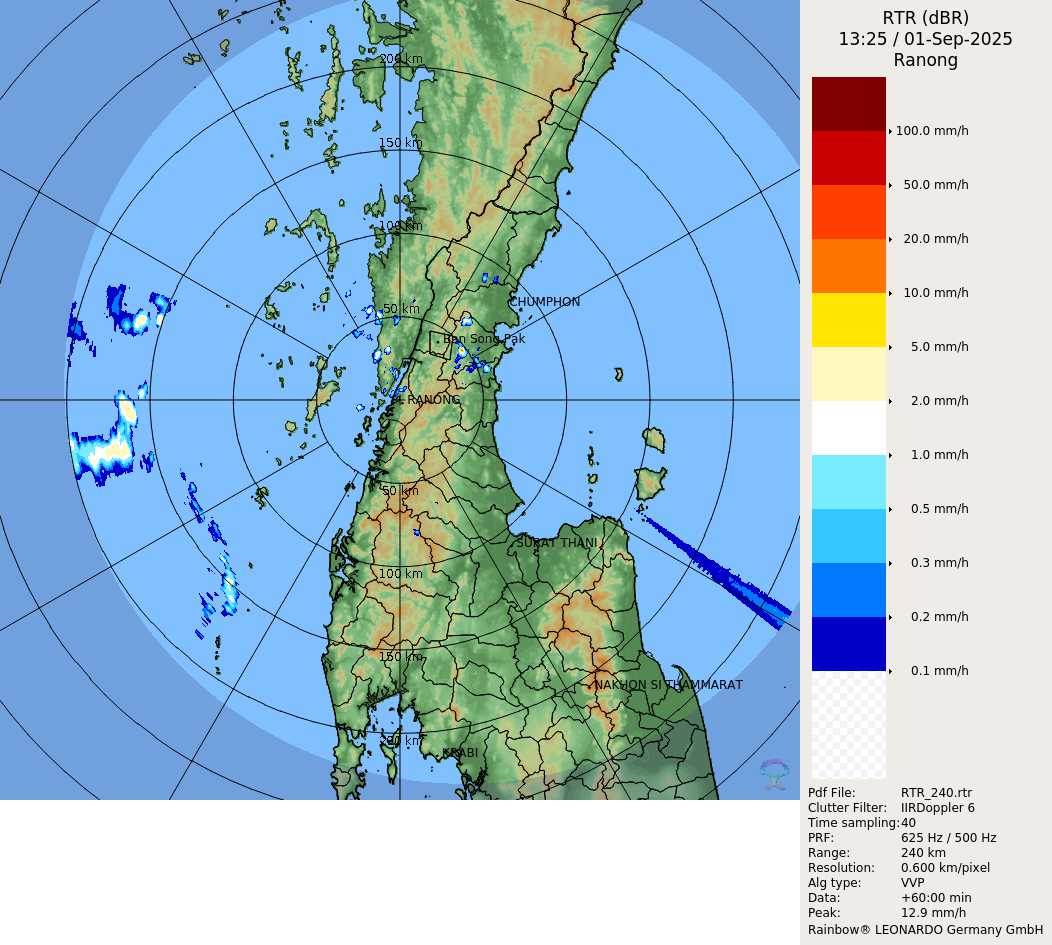 RTR (dBR)
13:25 / 01-Sep-2025
Ranong
100.0 mm/h
50.0 mm/h
20.0 mm/h
10.0 mm/h
5.0 mm/h
2.0 mm/h
1.0 mm/h
0.5 mm/h
0.3 mm/h
0.2 mm/h
0.1 mm/h
Pdf File: RTR_240.rtr
Clutter Filter: IIRDoppler 6
Time sampling: 40
PRF: 625 Hz / 500 Hz
Range: 240 km
Resolution: 0.600 km/pixel
Alg type: VVP
Data: +60:00 min
Peak: 12.9 mm/h
Rainbow® LEONARDO Germany GmbH
200 km
150 km
100 km
CHUMPHON
50 km
Ban Song Pak
RANONG
50 km
SURAT THANI
100 km
150 km
NAKHON SI THAMMARAT
200 km
KRABI